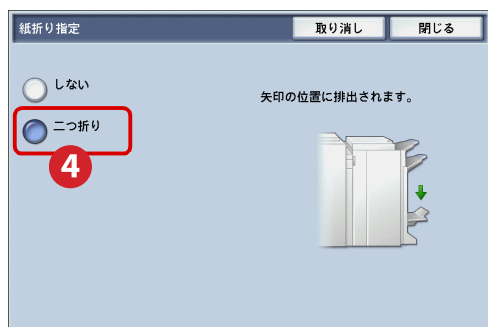 紙折り指定
取り消し
閉じる
しない
二つ折り
4
矢印の位置に排出されます。